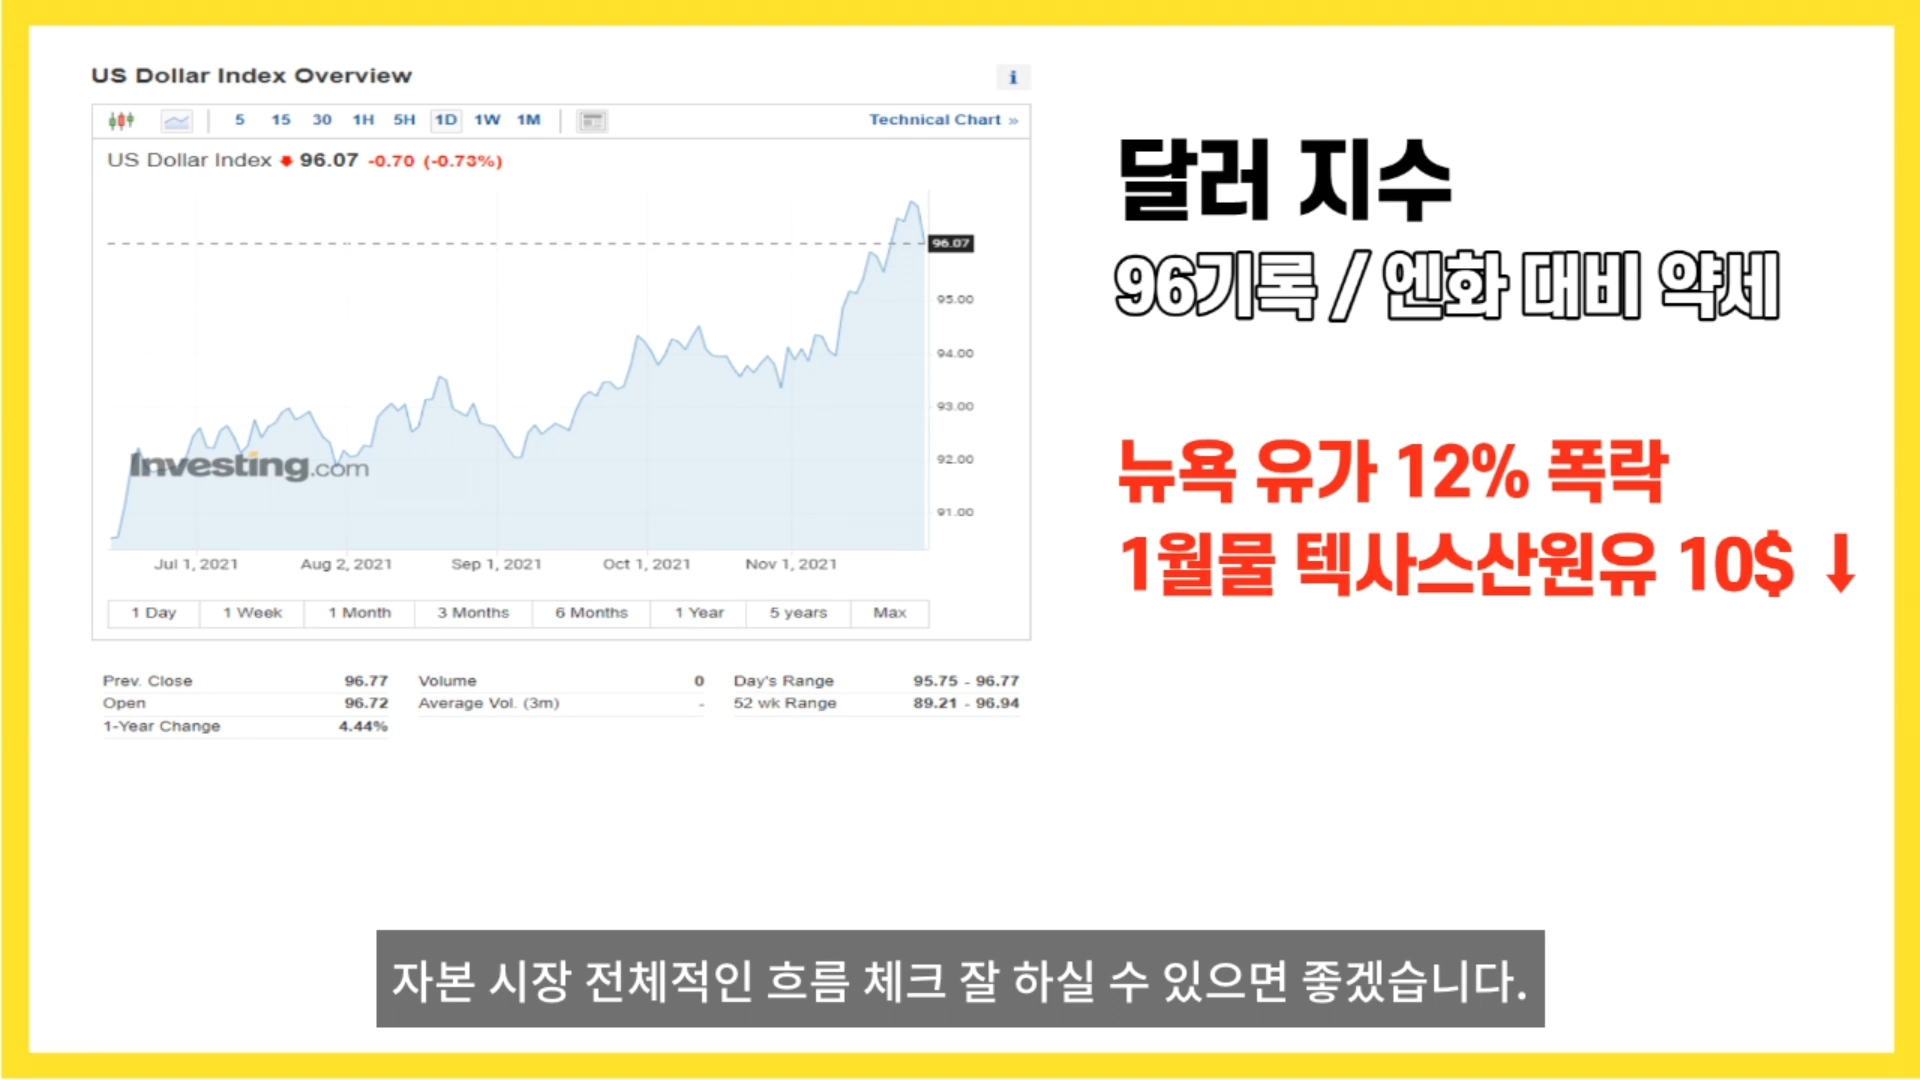 US Dollar Index Overview
i
5 15 30 1H 5H 1D 1W 1M Technical Chart »
US Dollar Index 96.07 -0.70 (-0.73%)
96.07
95.00
94.00
93.00
92.00
91.00
Investing.com
Jul 1, 2021 Aug 2, 2021 Sep 1, 2021 Oct 1, 2021 Nov 1, 2021
1 Day 1 Week 1 Month 3 Months 6 Months 1 Year 5 years Max
Prev. Close 96.77 Volume 0 Day's Range 95.75 - 96.77
Open 96.72 Average Vol. (3m) - 52 wk Range 89.21 - 96.94
1-Year Change 4.44%
달러 지수
96기록 / 엔화 대비 약세
뉴욕 유가 12% 폭락
1월물 텍사스산원유 10$ ↓
자본 시장 전체적인 흐름 체크 잘 하실 수 있으면 좋겠습니다.